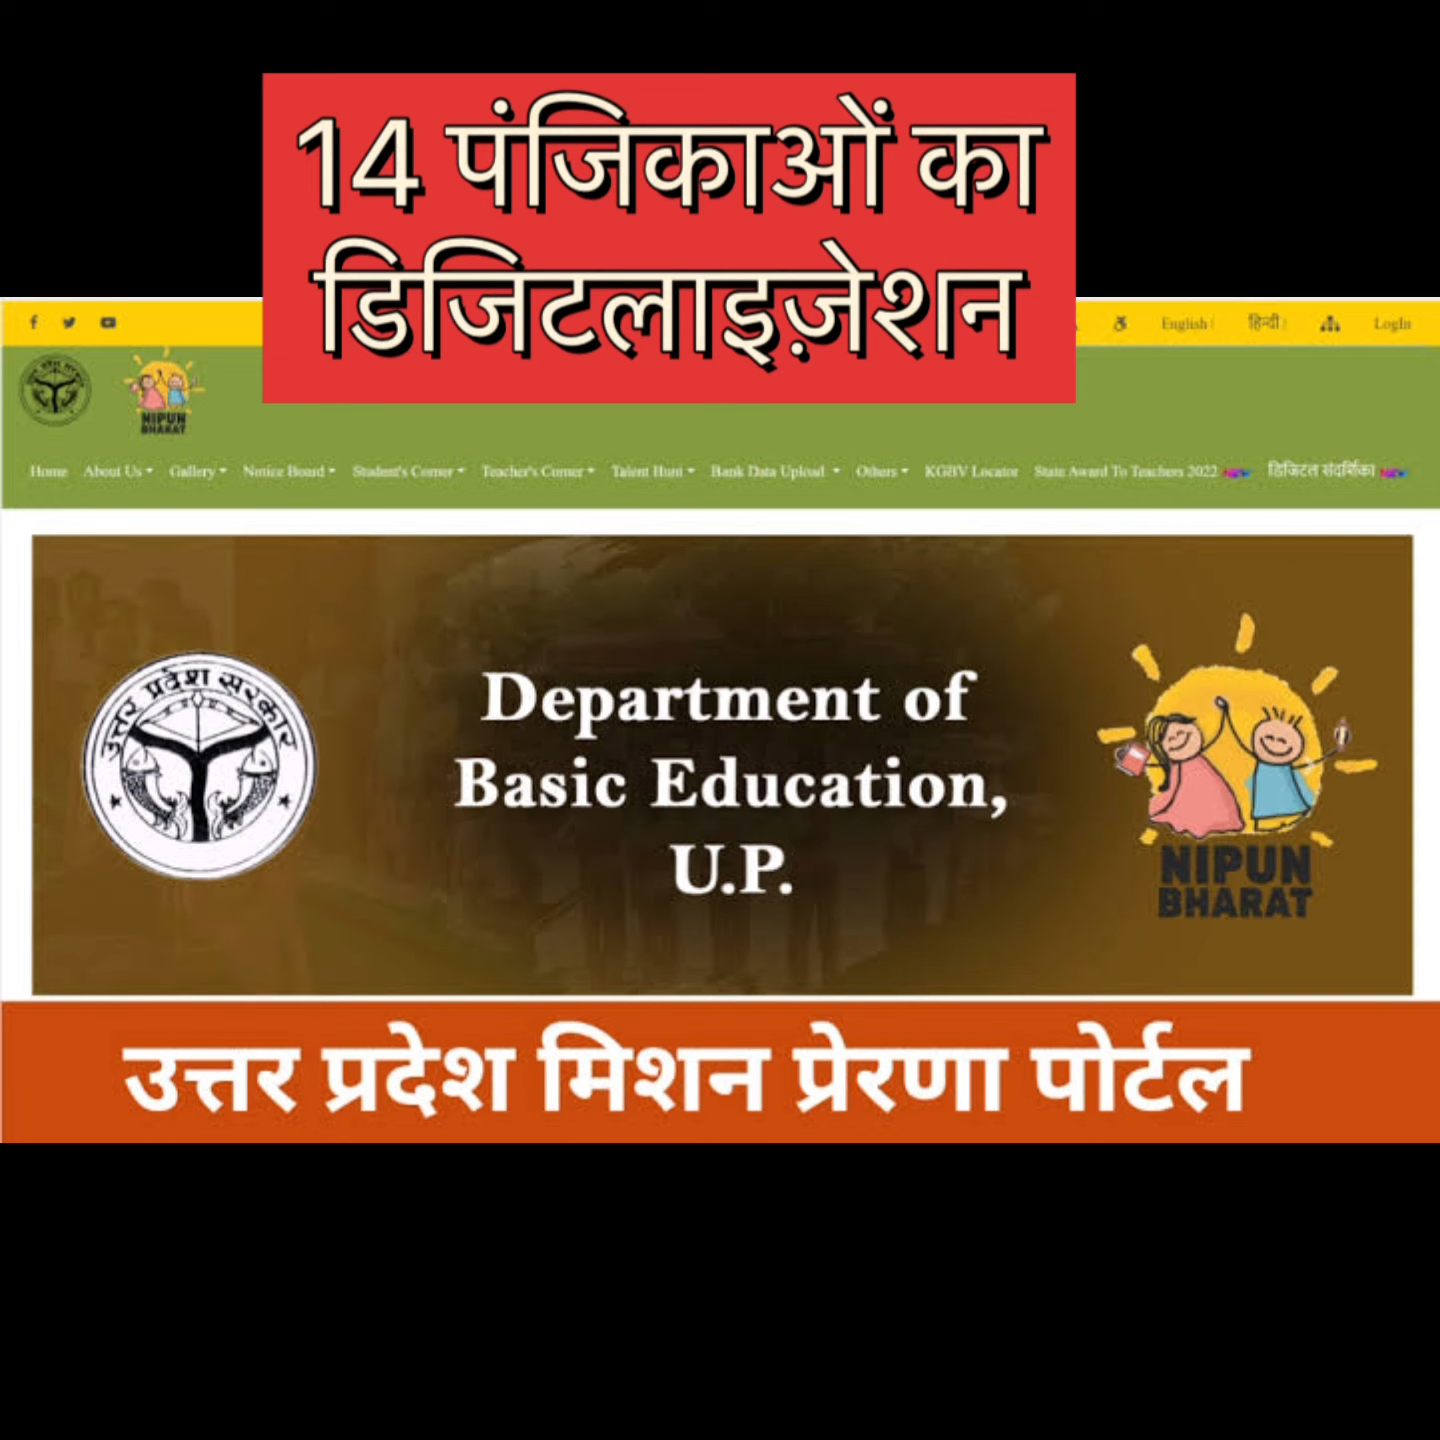 14 पंजिकाओं का
डिजिटलाइज़ेशन
English हिन्दी LogIn
NIPUN
BHARAT
Home About Us Gallery Notice Board Student's Corner Teacher's Corner Talent Hunt Bank Data Upload Others KGBV Locator State Award To Teachers 2022 NEW डिजिटल संदर्शिका NEW
उत्तर प्रदेश सरकार
Department of
Basic Education,
U.P.
NIPUN
BHARAT
उत्तर प्रदेश मिशन प्रेरणा पोर्टल